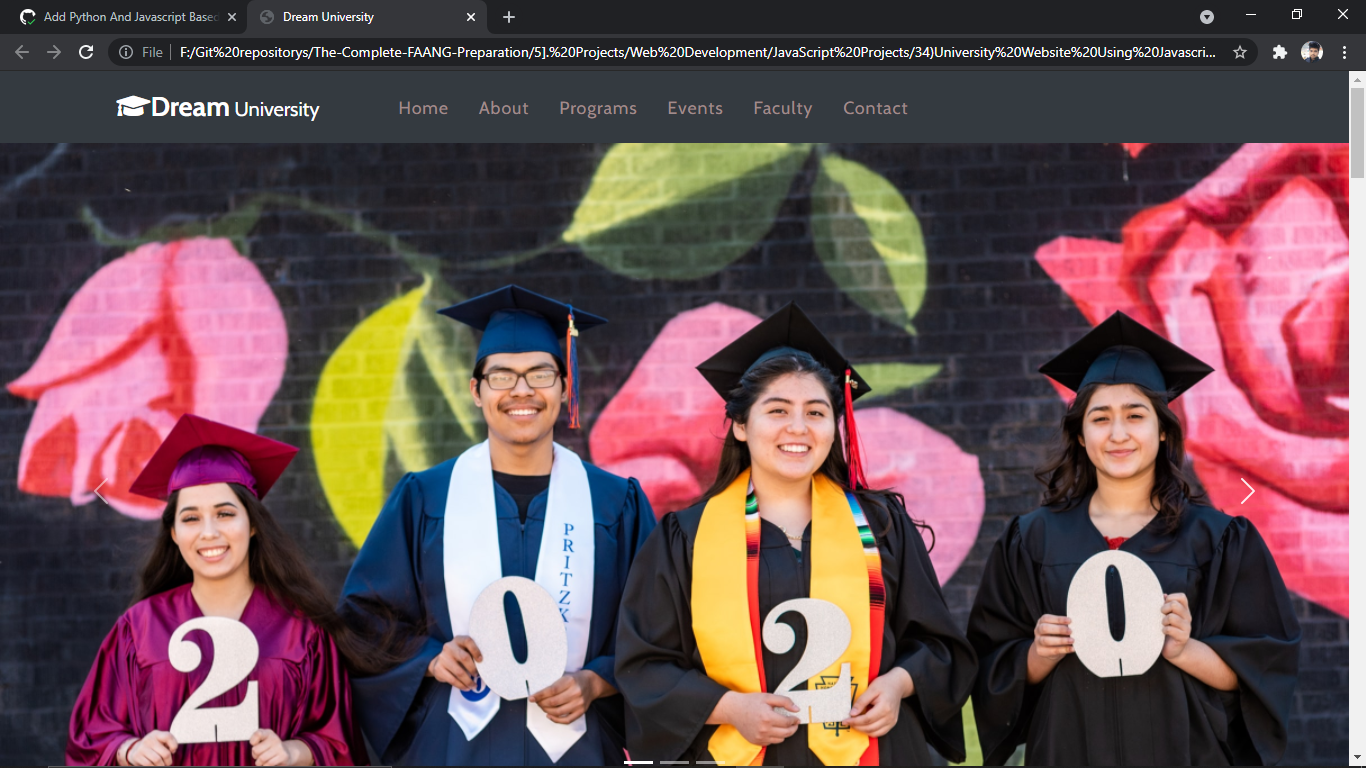 Add Python And Javascript Based
Dream University
File
F:/Git%20repositorys/The-Complete-FAANG-Preparation/5].%20Projects/Web%20Development/JavaScript%20Projects/34)University%20Website%20Using%20Javascri...
Dream University
Home
About
Programs
Events
Faculty
Contact
PRITZK
2
0
2
0